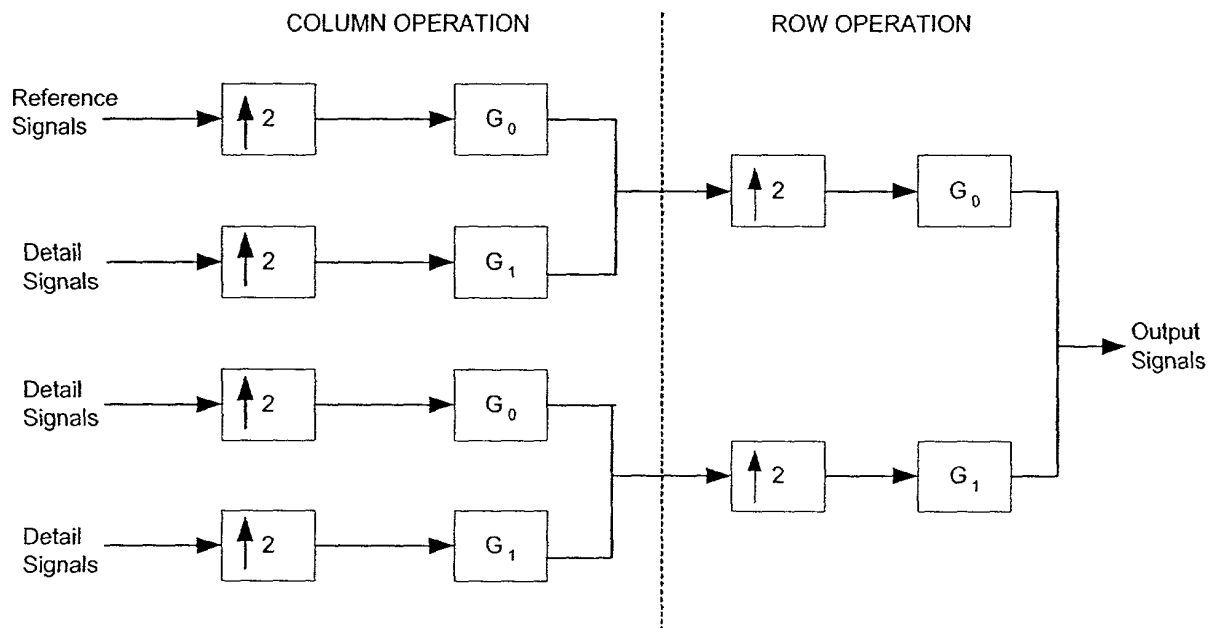 COLUMN OPERATION
ROW OPERATION
Reference
Signals
2
G0
2
G0
Detail
Signals
2
G1
Output
Signals
Detail
Signals
2
G0
2
G1
Detail
Signals
2
G1